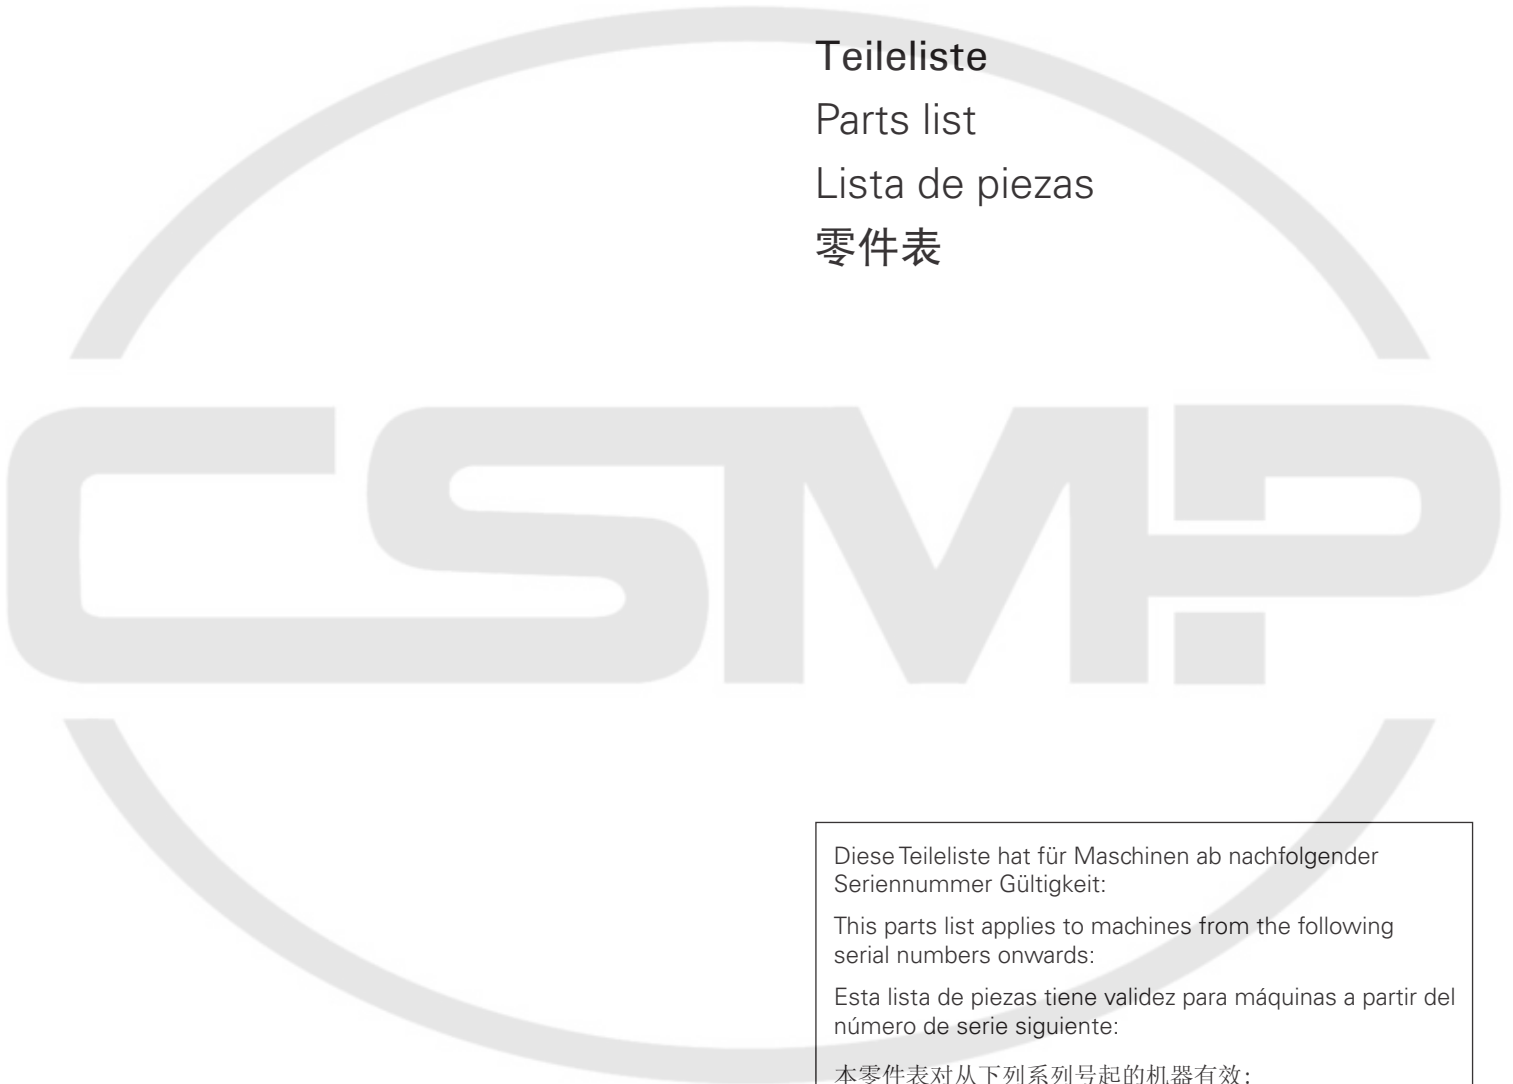 Teileliste
Parts list
Lista de piezas
零件表
CSMP
Diese Teileliste hat für Maschinen ab nachfolgender
Seriennummer Gültigkeit:
This parts list applies to machines from the following
serial numbers onwards:
Esta lista de piezas tiene validez para máquinas a partir del
número de serie siguiente:
本零件表对从下列系列号起的机器有效: